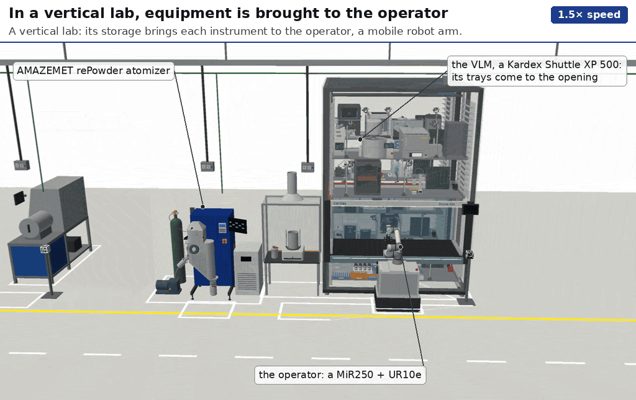 In a vertical lab, equipment is brought to the operator
1.5× speed
A vertical lab: its storage brings each instrument to the operator, a mobile robot arm.
AMAZEMET rePowder atomizer
the VLM, a Kardex Shuttle XP 500:
its trays come to the opening
the operator: a MiR250 + UR10e